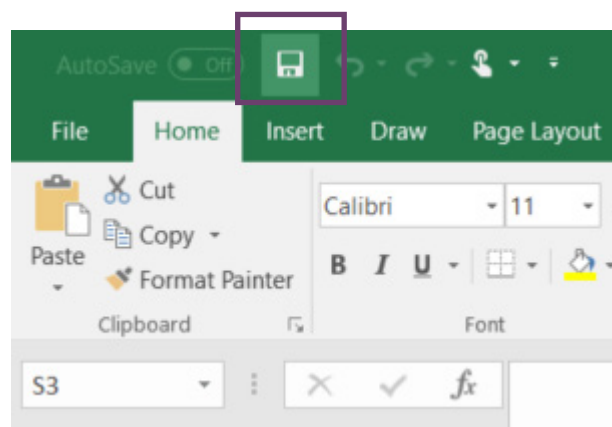 AutoSave Off
File Home Insert Draw Page Layout
Cut
Calibri 11
Copy
Paste
B I U
Format Painter
Clipboard Font
S3 fx